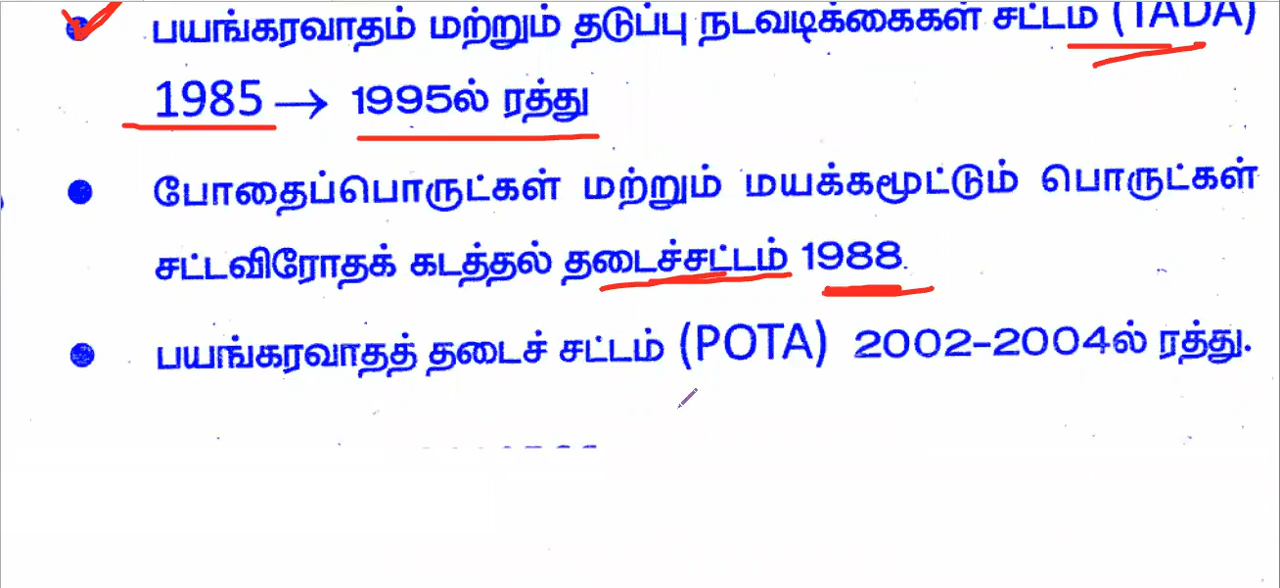 பயங்கரவாதம் மற்றும் தடுப்பு நடவடிக்கைகள் சட்டம் (TADA)
1985 → 1995ல் ரத்து
போதைப்பொருட்கள் மற்றும் மயக்கமூட்டும் பொருட்கள்
சட்டவிரோதக் கடத்தல் தடைச்சட்டம் 1988.
பயங்கரவாதத் தடைச் சட்டம் (POTA) 2002-2004ல் ரத்து.